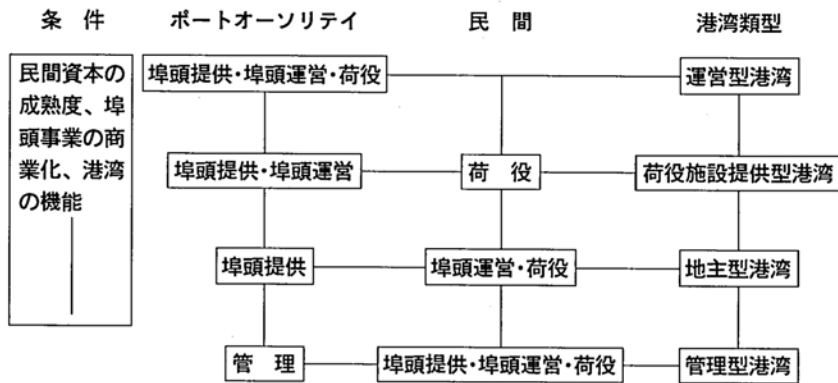 条 件 ポートオーソリテイ 民 間 港湾類型
民間資本の
成熟度、埠
頭事業の商
業化、港湾
の機能
埠頭提供・埠頭運営・荷役 運営型港湾
埠頭提供・埠頭運営 荷 役 荷役施設提供型港湾
埠頭提供 埠頭運営・荷役 地主型港湾
管 理 埠頭提供・埠頭運営・荷役 管理型港湾